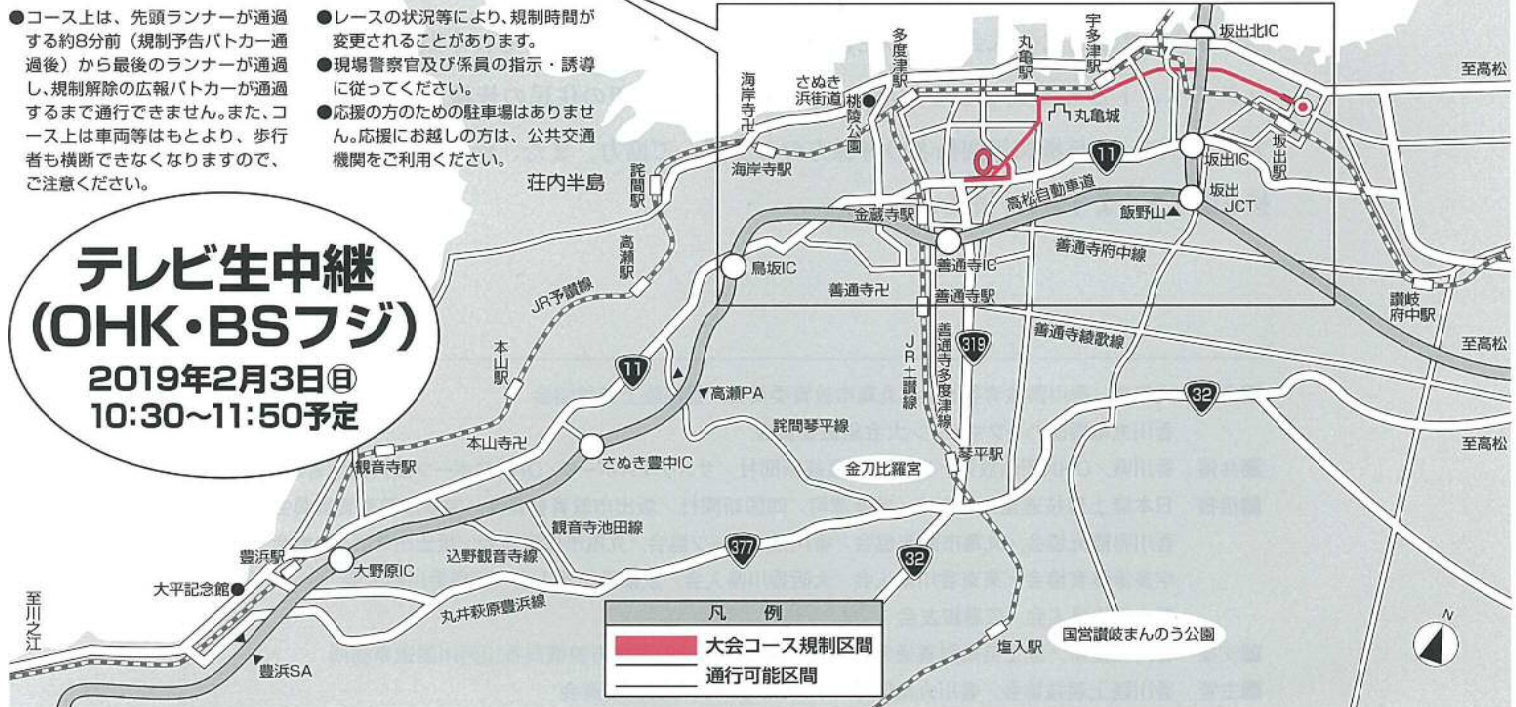 ●コース上は、先頭ランナーが通過
する約8分前（規制予告パトカー通
過後）から最後のランナーが通過
し、規制解除の広報パトカーが通過
するまで通行できません。また、コ
ース上は車両等はもとより、歩行
者も横断できなくなりますので、
ご注意ください。
●レースの状況等により、規制時間が
変更されることがあります。
●現場警察官及び係員の指示・誘導
に従ってください。
●応援の方のための駐車場はありませ
ん。応援にお越しの方は、公共交通
機関をご利用ください。
テレビ生中継
(OHK・BSフジ)
2019年2月3日㊐
10:30〜11:50予定
荘内半島
詫間駅
海岸寺卍
海岸寺駅
さぬき
浜街道
桃陵公園
多度津駅
丸亀駅
宇多津駅
坂出北IC
至高松
丸亀城
11
坂出IC
坂出駅
坂出
JCT
高松自動車道
飯野山▲
金蔵寺駅
善通寺府中線
善通寺IC
鳥坂IC
善通寺卍
善通寺駅
讃岐
府中駅
高瀬駅
JR予讃線
本山駅
11
▼高瀬PA
JR土讃線
善通寺多度津線
319
善通寺綾歌線
至高松
32
詫間琴平線
至高松
本山寺卍
観音寺駅
さぬき豊中IC
金刀比羅宮
琴平駅
観音寺池田線
豊浜駅
込野観音寺線
377
32
大平記念館●
大野原IC
丸井萩原豊浜線
至川之江
豊浜SA
凡 例
大会コース規制区間
通行可能区間
塩入駅
国営讃岐まんのう公園
N